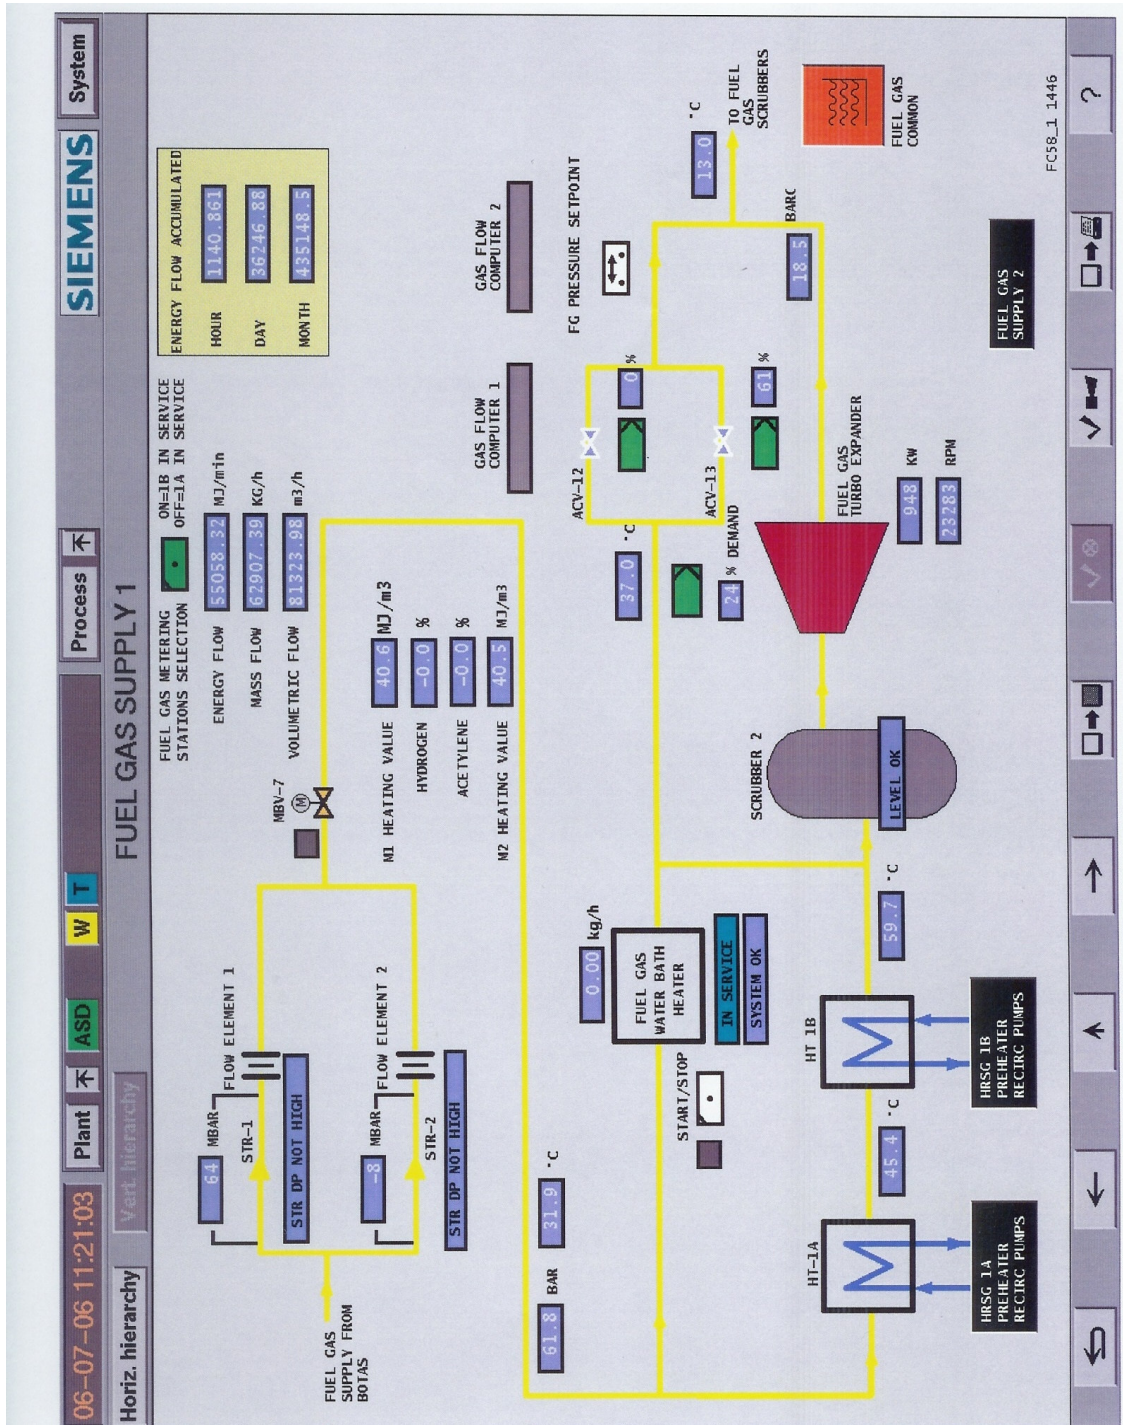 06-07-06 11:21:03
Plant
ASD
W
T
Process
SIEMENS
System
Horiz. hierarchy
Vert. hierarchy
FUEL GAS SUPPLY 1
FUEL GAS METERING
STATIONS SELECTION
ON=1B IN SERVICE
OFF=1A IN SERVICE
ENERGY FLOW 55058.32 MJ/min
MASS FLOW 62907.39 KG/h
VOLUMETRIC FLOW 81323.98 m3/h
ENERGY FLOW ACCUMULATED
HOUR 1140.861
DAY 36246.88
MONTH 435148.5
64 MBAR
STR-1
FLOW ELEMENT 1
STR DP NOT HIGH
FUEL GAS
SUPPLY FROM
BOTAS
-8 MBAR
STR-2
FLOW ELEMENT 2
STR DP NOT HIGH
MBV-7
M
M1 HEATING VALUE 40.6 MJ/m3
HYDROGEN -0.0 %
ACETYLENE -0.0 %
M2 HEATING VALUE 40.5 MJ/m3
GAS FLOW
COMPUTER 1
GAS FLOW
COMPUTER 2
61.8 BAR
31.9 °C
0.00 kg/h
FUEL GAS
WATER BATH
HEATER
START/STOP
IN SERVICE
SYSTEM OK
37.0 °C
ACV-12
0 %
ACV-13
61 %
24 % DEMAND
FG PRESSURE SETPOINT
13.0 °C
TO FUEL
GAS
SCRUBBERS
18.5 BARC
FUEL GAS
COMMON
HT-1A
45.4 °C
HT 1B
59.7 °C
SCRUBBER 2
LEVEL OK
FUEL GAS
TURBO EXPANDER
948 KW
23283 RPM
HRSG 1A
PREHEATER
RECIRC PUMPS
HRSG 1B
PREHEATER
RECIRC PUMPS
FUEL GAS
SUPPLY 2
FC58_1 1446
?